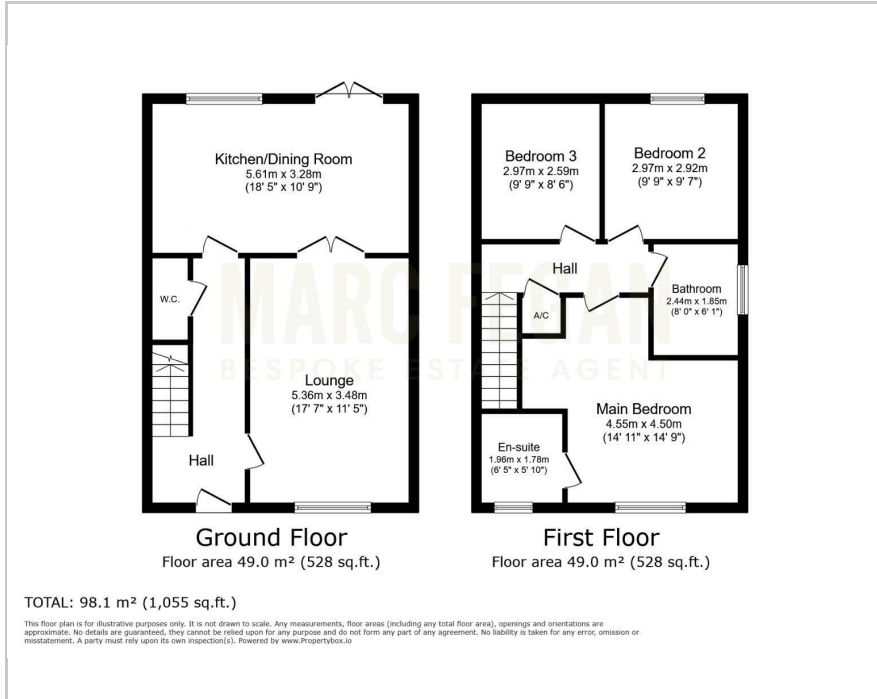 Kitchen/Dining Room
5.61m x 3.28m
(18' 5" x 10' 9")
W.C.
Lounge
5.36m x 3.48m
(17' 7" x 11' 5")
Hall
Ground Floor
Floor area 49.0 m² (528 sq.ft.)
Bedroom 3
2.97m x 2.59m
(9' 9" x 8' 6")
Bedroom 2
2.97m x 2.92m
(9' 9" x 9' 7")
Hall
Bathroom
2.44m x 1.85m
(8' 0" x 6' 1")
A/C
Main Bedroom
4.55m x 4.50m
(14' 11" x 14' 9")
En-suite
1.96m x 1.78m
(6' 5" x 5' 10")
First Floor
Floor area 49.0 m² (528 sq.ft.)
MARC FEGAN
BESPOKE ESTATE AGENT
TOTAL: 98.1 m² (1,055 sq.ft.)
This floor plan is for illustrative purposes only. It is not drawn to scale. Any measurements, floor areas (including any total floor area), openings and orientations are
approximate. No details are guaranteed, they cannot be relied upon for any purpose and do not form any part of any agreement. No liability is taken for any error, omission or
misstatement. A party must rely upon its own inspection(s). Powered by www.Propertybox.io